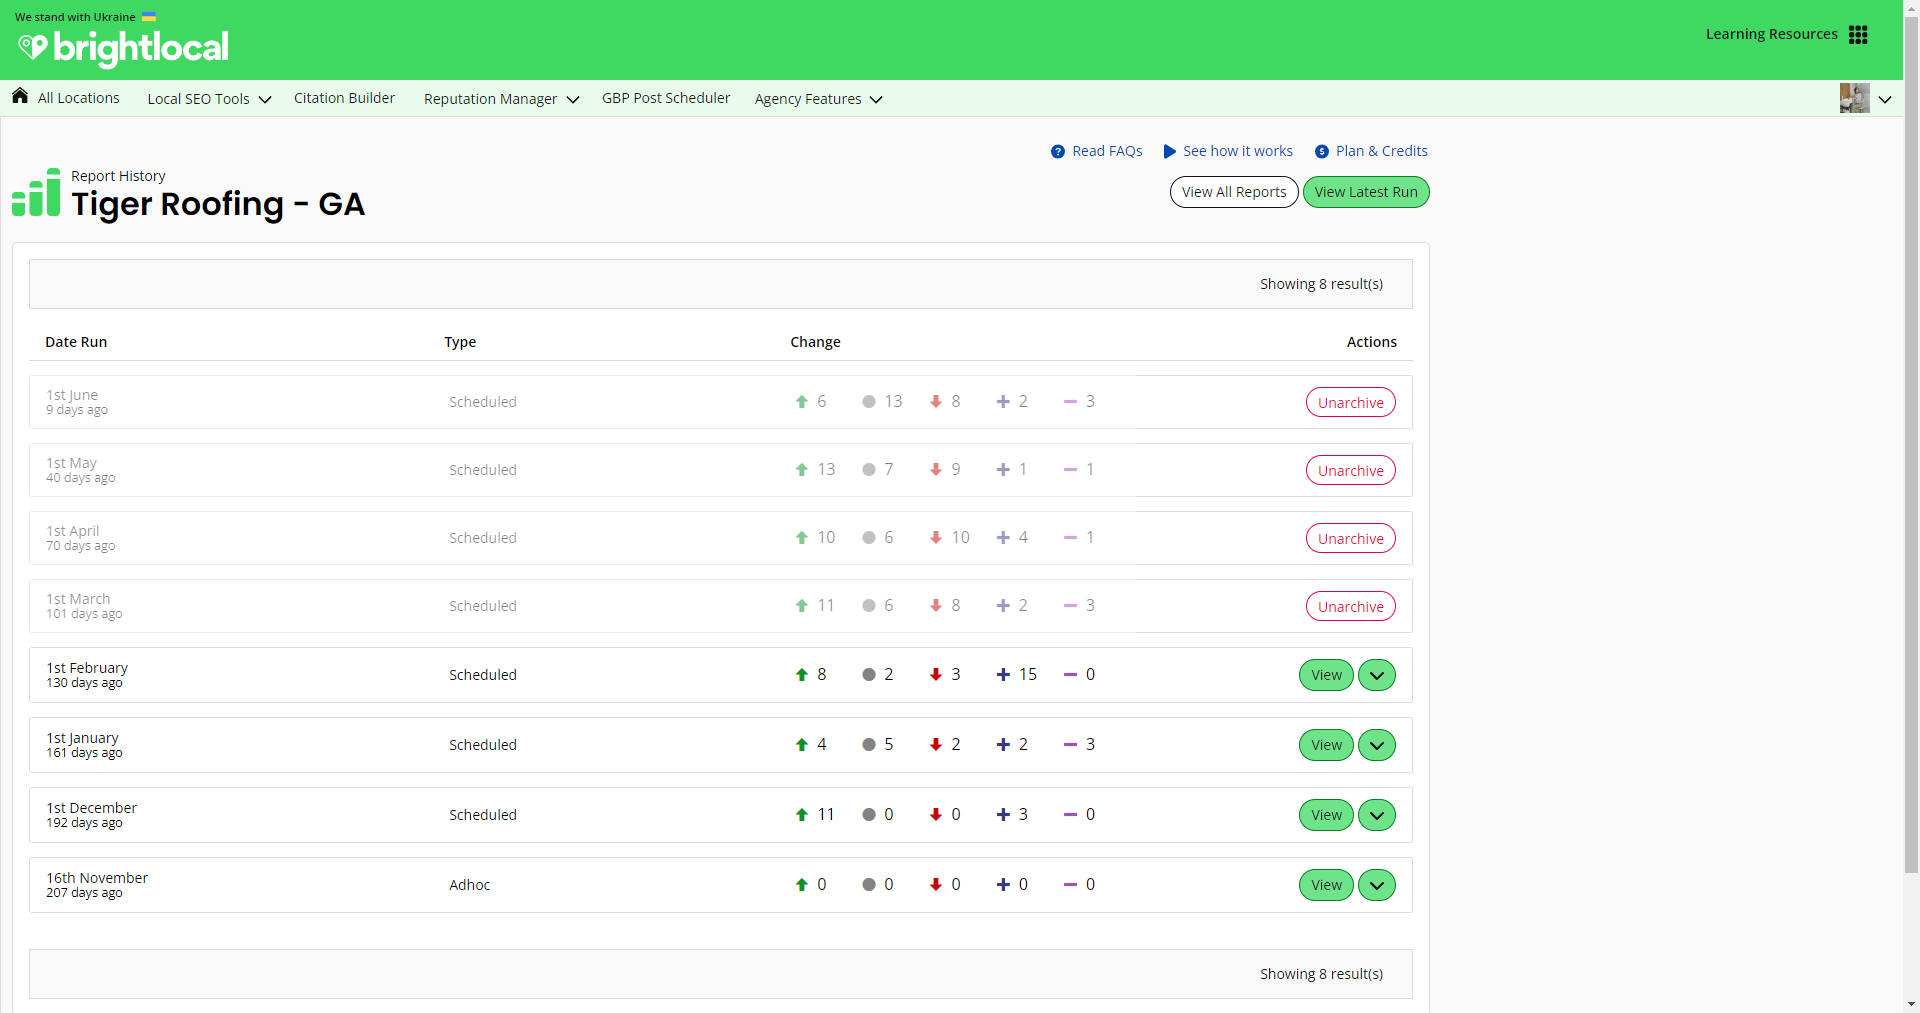 We stand with Ukraine
brightlocal
Learning Resources
All Locations
Local SEO Tools
Citation Builder
Reputation Manager
GBP Post Scheduler
Agency Features
Read FAQs
See how it works
Plan & Credits
Report History
Tiger Roofing - GA
View All Reports
View Latest Run
Showing 8 result(s)
Date Run Type Change Actions
1st June
9 days ago
Scheduled
6 13 8 2 3
Unarchive
1st May
40 days ago
Scheduled
13 7 9 1 1
Unarchive
1st April
70 days ago
Scheduled
10 6 10 4 1
Unarchive
1st March
101 days ago
Scheduled
11 6 8 2 3
Unarchive
1st February
130 days ago
Scheduled
8 2 3 15 0
View
1st January
161 days ago
Scheduled
4 5 2 2 3
View
1st December
192 days ago
Scheduled
11 0 0 3 0
View
16th November
207 days ago
Adhoc
0 0 0 0 0
View
Showing 8 result(s)